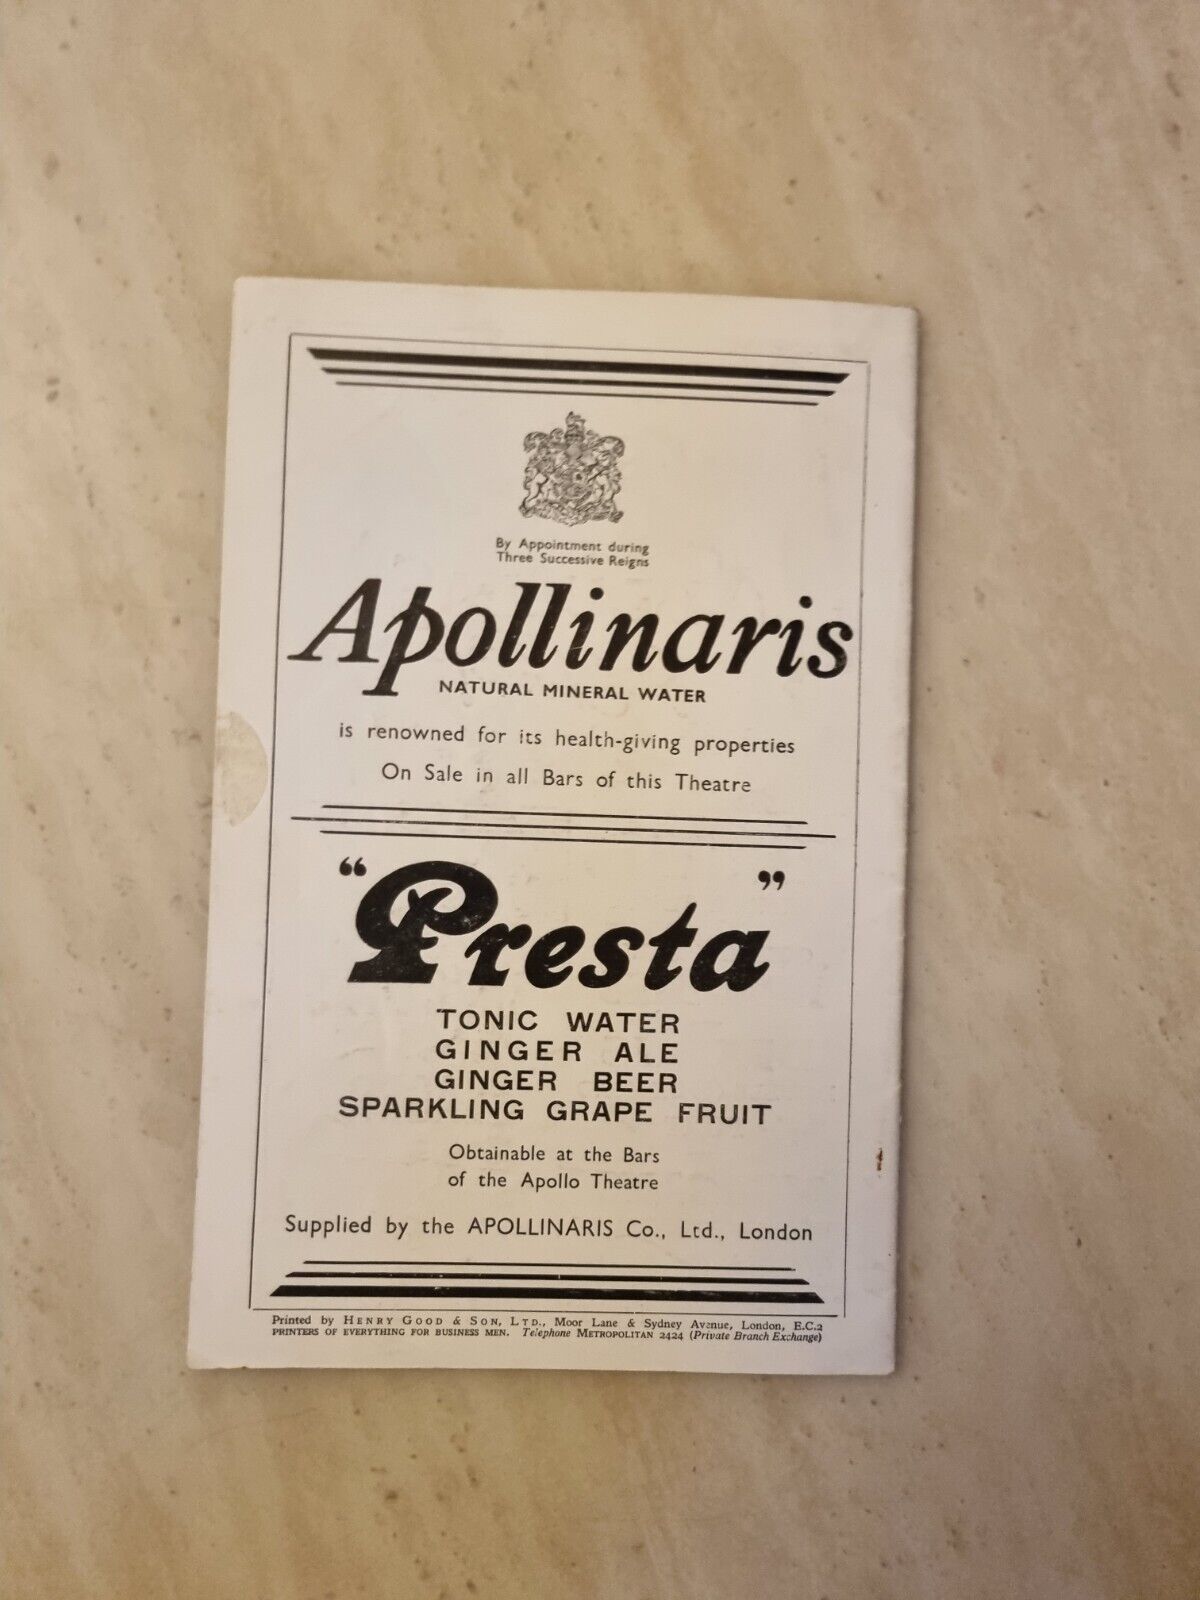 By Appointment during
Three Successive Reigns
Apollinaris
NATURAL MINERAL WATER
is renowned for its health-giving properties
On Sale in all Bars of this Theatre
"Presta"
TONIC WATER
GINGER ALE
GINGER BEER
SPARKLING GRAPE FRUIT
Obtainable at the Bars
of the Apollo Theatre
Supplied by the APOLLINARIS Co., Ltd., London
Printed by HENRY GOOD & SON, LTD., Moor Lane & Sydney Avenue, London, E.C.2
PRINTERS OF EVERYTHING FOR BUSINESS MEN. Telephone METROPOLITAN 2424 (Private Branch Exchange)